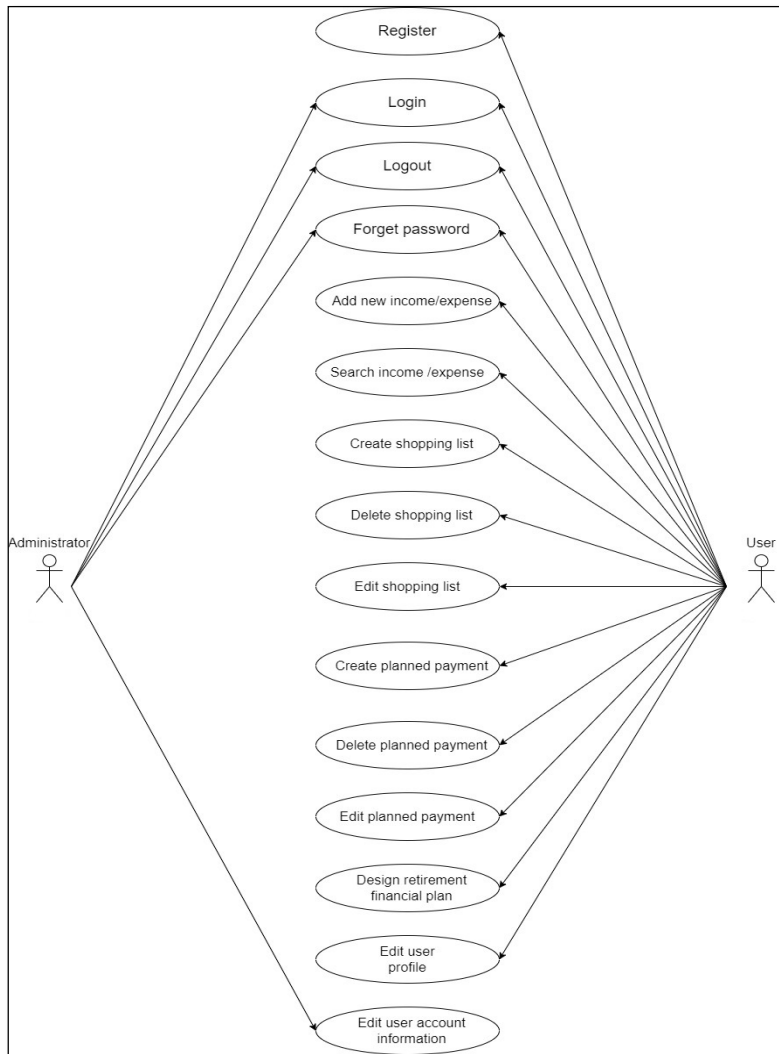 Register
Login
Logout
Forget password
Add new income/expense
Search income /expense
Create shopping list
Delete shopping list
Administrator
User
Edit shopping list
Create planned payment
Delete planned payment
Edit planned payment
Design retirement
financial plan
Edit user
profile
Edit user account
information